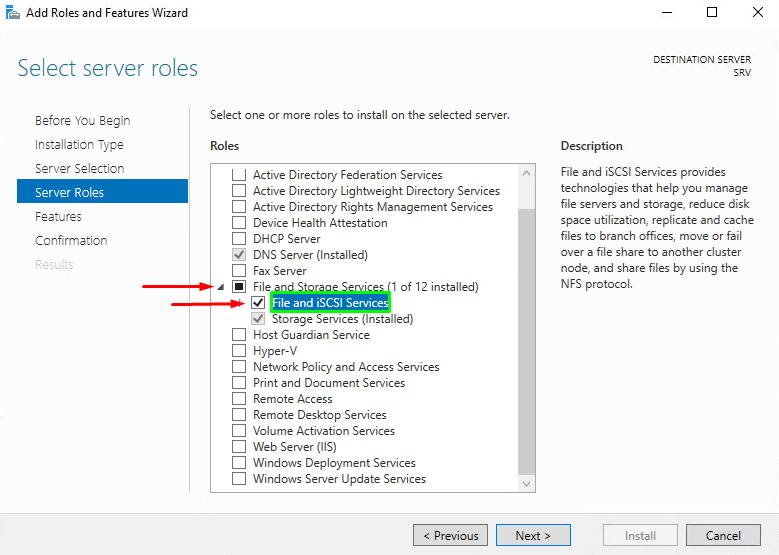 Add Roles and Features Wizard
Select server roles
DESTINATION SERVER
SRV
Before You Begin
Installation Type
Server Selection
Server Roles
Features
Confirmation
Results
Select one or more roles to install on the selected server.
Roles
Active Directory Federation Services
Active Directory Lightweight Directory Services
Active Directory Rights Management Services
Device Health Attestation
DHCP Server
DNS Server (Installed)
Fax Server
File and Storage Services (1 of 12 installed)
File and iSCSI Services
Storage Services (Installed)
Host Guardian Service
Hyper-V
Network Policy and Access Services
Print and Document Services
Remote Access
Remote Desktop Services
Volume Activation Services
Web Server (IIS)
Windows Deployment Services
Windows Server Update Services
Description
File and iSCSI Services provides
technologies that help you manage
file servers and storage, reduce disk
space utilization, replicate and cache
files to branch offices, move or fail
over a file share to another cluster
node, and share files by using the
NFS protocol.
< Previous
Next >
Install
Cancel